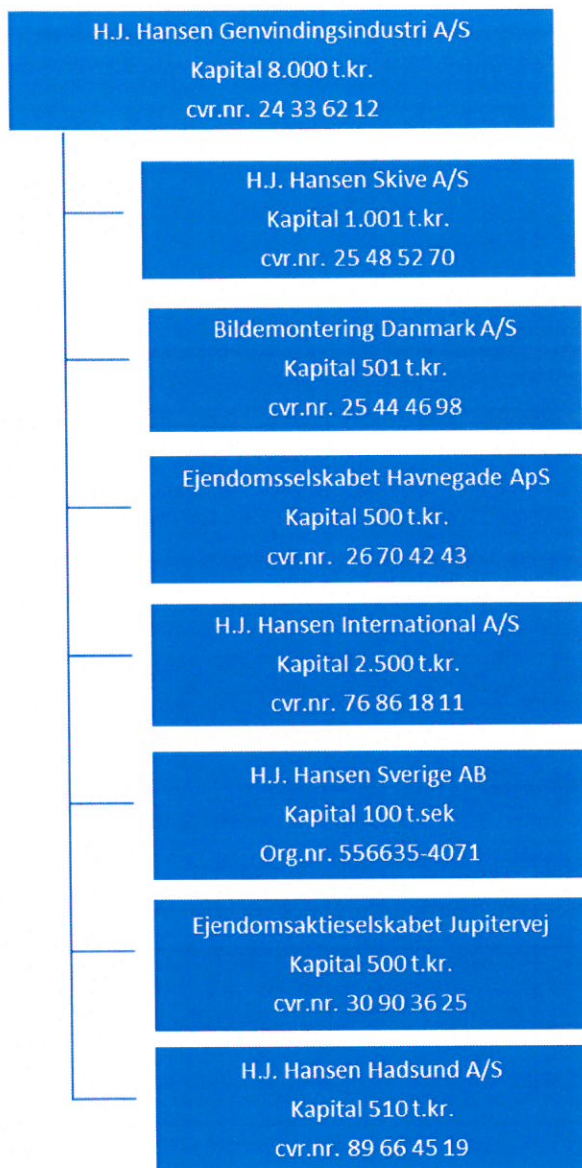 H.J. Hansen Genvindingsindustri A/S
Kapital 8.000 t.kr.
cvr.nr. 24 33 62 12
H.J. Hansen Skive A/S
Kapital 1.001 t.kr.
cvr.nr. 25 48 52 70
Bildemontering Danmark A/S
Kapital 501 t.kr.
cvr.nr. 25 44 46 98
Ejendomsselskabet Havnegade ApS
Kapital 500 t.kr.
cvr.nr. 26 70 42 43
H.J. Hansen International A/S
Kapital 2.500 t.kr.
cvr.nr. 76 86 18 11
H.J. Hansen Sverige AB
Kapital 100 t.sek
Org.nr. 556635-4071
Ejendomsaktieselskabet Jupitervej
Kapital 500 t.kr.
cvr.nr. 30 90 36 25
H.J. Hansen Hadsund A/S
Kapital 510 t.kr.
cvr.nr. 89 66 45 19